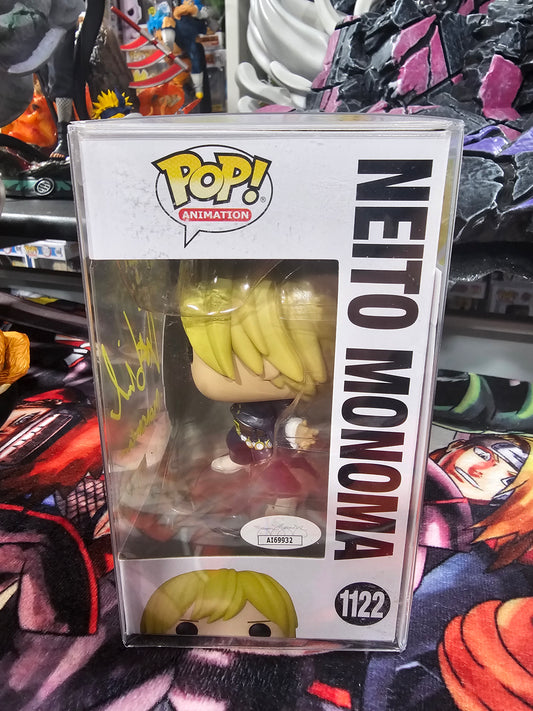 POP!
ANIMATION
NEITO MONOMA
AI69932
1122